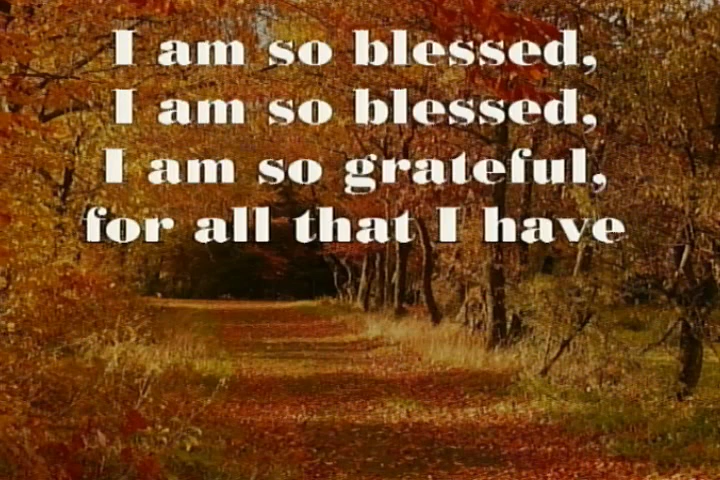 I am so blessed,
I am so blessed,
I am so grateful,
for all that I have